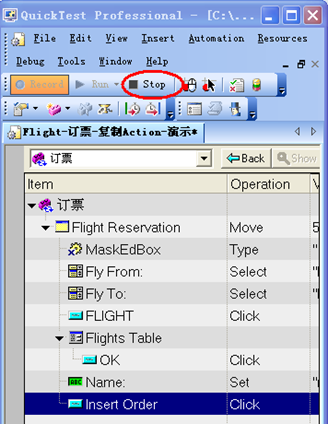 QuickTest Professional - [C:\...
File Edit View Insert Automation Resources
Debug Tools Window Help
Record Run Stop
Flight-订票-复制Action-演示*
订票 Back Show
Item Operation V
订票
Flight Reservation Move 5
MaskEdBox Type "
Fly From: Select "
Fly To: Select "
FLIGHT Click
Flights Table
OK Click
Name: Set "
Insert Order Click